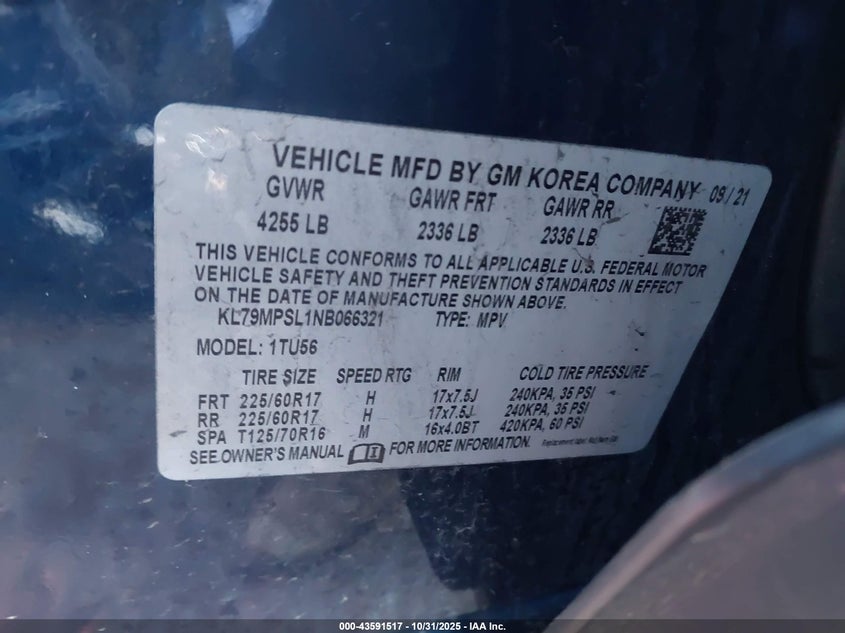 VEHICLE MFD BY GM KOREA COMPANY 09/21
GVWR GAWR FRT GAWR RR
4255 LB 2336 LB 2336 LB
THIS VEHICLE CONFORMS TO ALL APPLICABLE U.S. FEDERAL MOTOR
VEHICLE SAFETY AND THEFT PREVENTION STANDARDS IN EFFECT
ON THE DATE OF MANUFACTURE SHOWN ABOVE.
KL79MPSL1NB066321 TYPE: MPV
MODEL: 1TU56
TIRE SIZE SPEED RTG RIM COLD TIRE PRESSURE
FRT 225/60R17 H 17x7.5J 240KPA, 35 PSI
RR 225/60R17 H 17x7.5J 240KPA, 35 PSI
SPA T125/70R16 M 16x4.0BT 420KPA, 60 PSI
SEE OWNER'S MANUAL FOR MORE INFORMATION.
000-43591517 - 10/31/2025 - IAA Inc.